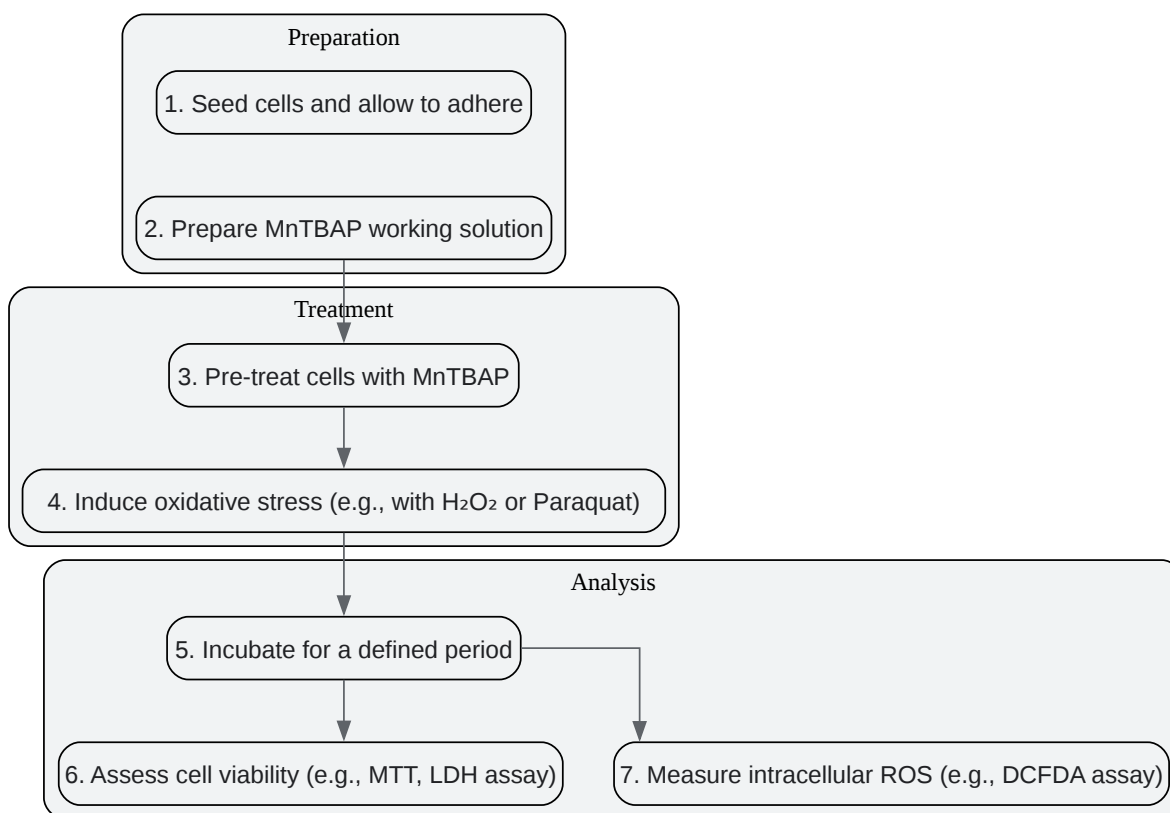 Preparation
1. Seed cells and allow to adhere
2. Prepare MnTBAP working solution
Treatment
3. Pre-treat cells with MnTBAP
4. Induce oxidative stress (e.g., with H₂O₂ or Paraquat)
Analysis
5. Incubate for a defined period
6. Assess cell viability (e.g., MTT, LDH assay)
7. Measure intracellular ROS (e.g., DCFDA assay)